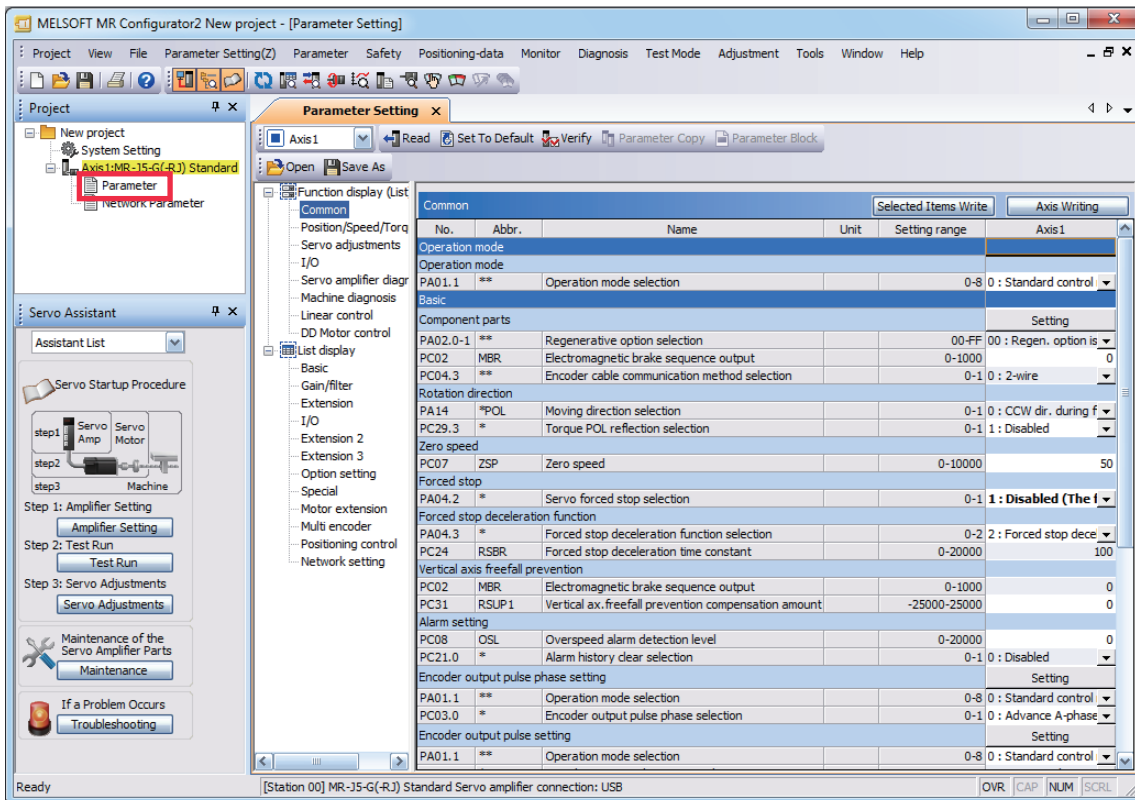 MELSOFT MR Configurator2 New project - [Parameter Setting]
Project View File Parameter Setting(Z) Parameter Safety Positioning-data Monitor Diagnosis Test Mode Adjustment Tools Window Help
Project
New project
System Setting
Axis1:MR-J5-G(-RJ) Standard
Parameter
Network Parameter
Servo Assistant
Assistant List
Servo Startup Procedure
step1 Servo Amp Servo Motor
step2
step3 Machine
Step 1: Amplifier Setting
Amplifier Setting
Step 2: Test Run
Test Run
Step 3: Servo Adjustments
Servo Adjustments
Maintenance of the
Servo Amplifier Parts
Maintenance
If a Problem Occurs
Troubleshooting
Parameter Setting
Axis1 Read Set To Default Verify Parameter Copy Parameter Block
Open Save As
Function display (List
Common
Position/Speed/Torq
Servo adjustments
I/O
Servo amplifier diagr
Machine diagnosis
Linear control
DD Motor control
List display
Basic
Gain/filter
Extension
I/O
Extension 2
Extension 3
Option setting
Special
Motor extension
Multi encoder
Positioning control
Network setting
Common Selected Items Write Axis Writing
No. Abbr. Name Unit Setting range Axis1
Operation mode
Operation mode
PA01.1 ** Operation mode selection 0-8 0 : Standard control
Basic
Component parts Setting
PA02.0-1 ** Regenerative option selection 00-FF 00 : Regen. option is
PC02 MBR Electromagnetic brake sequence output 0-1000 0
PC04.3 ** Encoder cable communication method selection 0-1 0 : 2-wire
Rotation direction
PA14 *POL Moving direction selection 0-1 0 : CCW dir. during f
PC29.3 * Torque POL reflection selection 0-1 1 : Disabled
Zero speed
PC07 ZSP Zero speed 0-10000 50
Forced stop
PA04.2 * Servo forced stop selection 0-1 1 : Disabled (The f
Forced stop deceleration function
PA04.3 * Forced stop deceleration function selection 0-2 2 : Forced stop dece
PC24 RSBR Forced stop deceleration time constant 0-20000 100
Vertical axis freefall prevention
PC02 MBR Electromagnetic brake sequence output 0-1000 0
PC31 RSUP1 Vertical ax.freefall prevention compensation amount -25000-25000 0
Alarm setting
PC08 OSL Overspeed alarm detection level 0-20000 0
PC21.0 * Alarm history clear selection 0-1 0 : Disabled
Encoder output pulse phase setting Setting
PA01.1 ** Operation mode selection 0-8 0 : Standard control
PC03.0 * Encoder output pulse phase selection 0-1 0 : Advance A-phase
Encoder output pulse setting Setting
PA01.1 ** Operation mode selection 0-8 0 : Standard control
Ready [Station 00] MR-J5-G(-RJ) Standard Servo amplifier connection: USB OVR CAP NUM SCRL